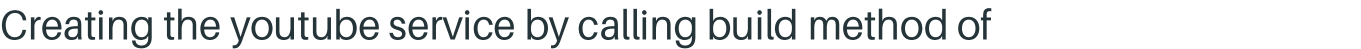 Creating the youtube service by calling build method of